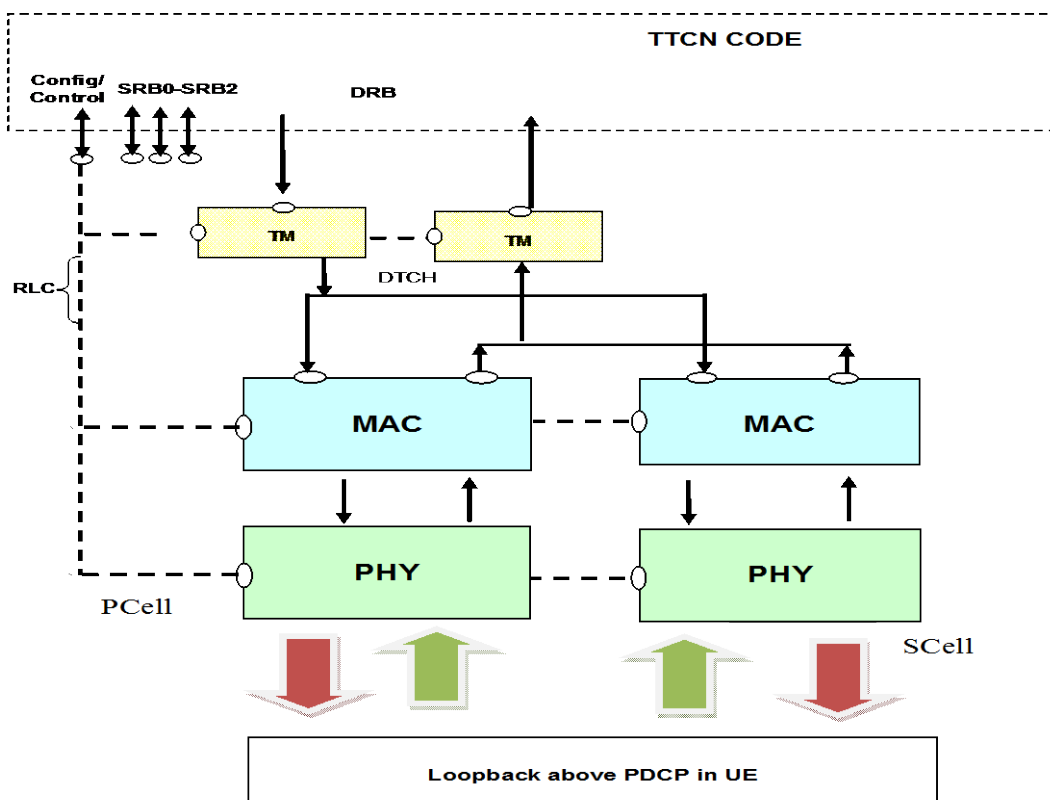 TTCN CODE
Config/
Control
SRB0-SRB2
DRB
TM
TM
DTCH
RLC
MAC
MAC
PHY
PHY
PCell
SCell
Loopback above PDCP in UE